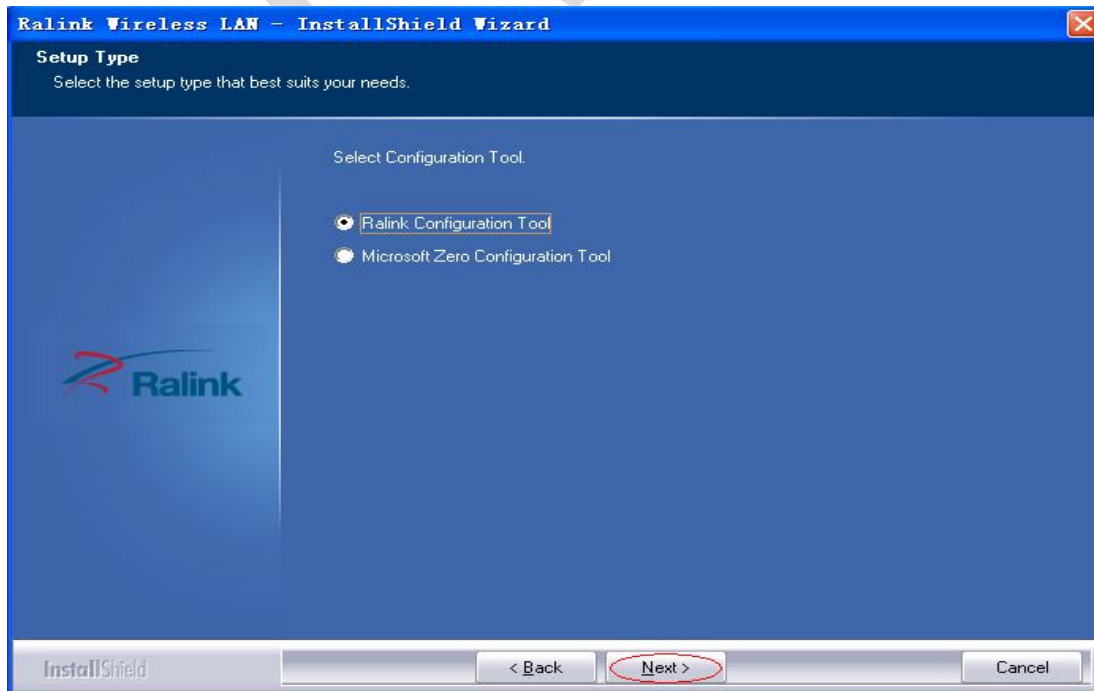 Ralink Wireless LAN - InstallShield Wizard
Setup Type
Select the setup type that best suits your needs.
Select Configuration Tool.
Ralink Configuration Tool
Microsoft Zero Configuration Tool
Ralink
InstallShield
< Back
Next >
Cancel